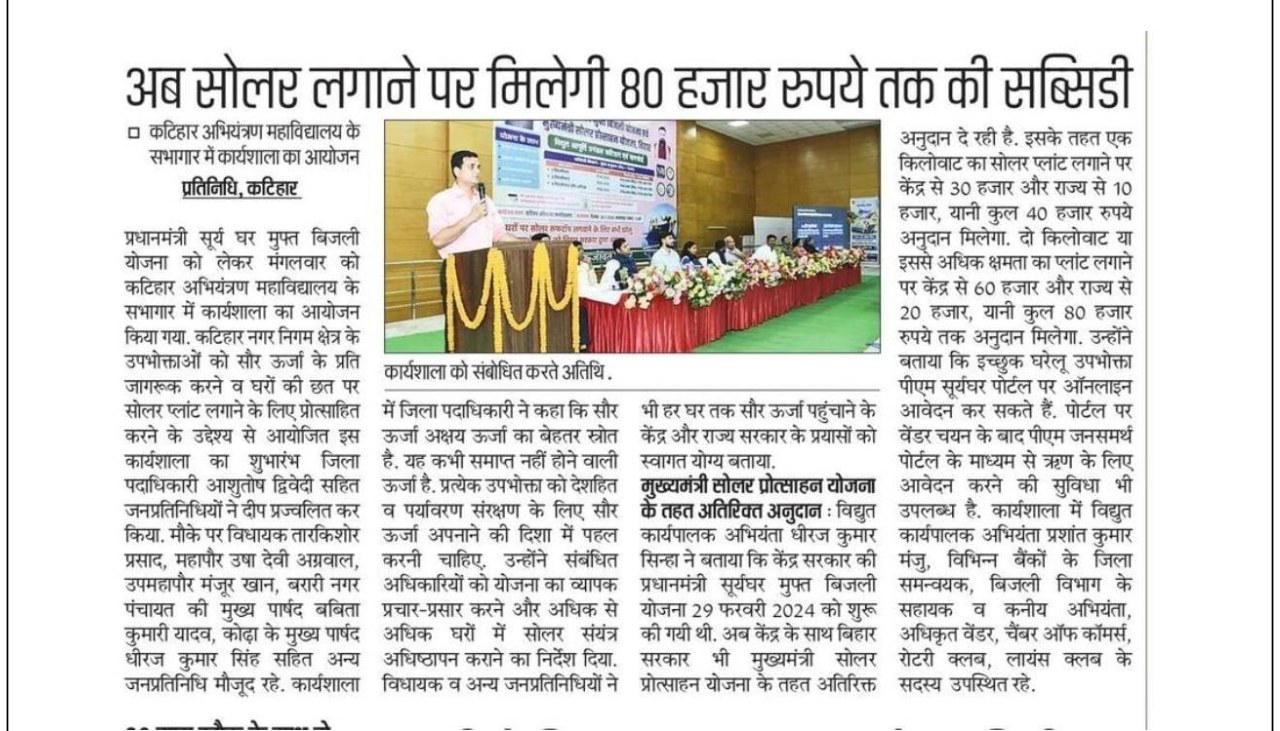 अब सोलर लगाने पर मिलेगी 80 हजार रुपये तक की सब्सिडी
कटिहार अभियंत्रण महाविद्यालय के
सभागार में कार्यशाला का आयोजन
प्रतिनिधि, कटिहार
प्रधानमंत्री सूर्य घर मुफ्त बिजली
योजना को लेकर मंगलवार को
कटिहार अभियंत्रण महाविद्यालय के
सभागार में कार्यशाला का आयोजन
किया गया. कटिहार नगर निगम क्षेत्र के
उपभोक्ताओं को सौर ऊर्जा के प्रति
जागरूक करने व घरों की छत पर
सोलर प्लांट लगाने के लिए प्रोत्साहित
करने के उद्देश्य से आयोजित इस
कार्यशाला का शुभारंभ जिला
पदाधिकारी आशुतोष द्विवेदी सहित
जनप्रतिनिधियों ने दीप प्रज्वलित कर
किया. मौके पर विधायक तारकिशोर
प्रसाद, महापौर उषा देवी अग्रवाल,
उपमहापौर मंजूर खान, बरारी नगर
पंचायत की मुख्य पार्षद बबिता
कुमारी यादव, कोढ़ा के मुख्य पार्षद
धीरज कुमार सिंह सहित अन्य
जनप्रतिनिधि मौजूद रहे. कार्यशाला
मुख्यमंत्री सोलर प्रोत्साहन योजना, बिहार
कार्यशाला को संबोधित करते अतिथि .
में जिला पदाधिकारी ने कहा कि सौर
ऊर्जा अक्षय ऊर्जा का बेहतर स्रोत
है. यह कभी समाप्त नहीं होने वाली
ऊर्जा है. प्रत्येक उपभोक्ता को देशहित
व पर्यावरण संरक्षण के लिए सौर
ऊर्जा अपनाने की दिशा में पहल
करनी चाहिए. उन्होंने संबंधित
अधिकारियों को योजना का व्यापक
प्रचार-प्रसार करने और अधिक से
अधिक घरों में सोलर संयंत्र
अधिष्ठापन कराने का निर्देश दिया.
विधायक व अन्य जनप्रतिनिधियों ने
भी हर घर तक सौर ऊर्जा पहुंचाने के
केंद्र और राज्य सरकार के प्रयासों को
स्वागत योग्य बताया.
मुख्यमंत्री सोलर प्रोत्साहन योजना
के तहत अतिरिक्त अनुदान : विद्युत
कार्यपालक अभियंता धीरज कुमार
सिन्हा ने बताया कि केंद्र सरकार की
प्रधानमंत्री सूर्यघर मुफ्त बिजली
योजना 29 फरवरी 2024 को शुरू
की गयी थी. अब केंद्र के साथ बिहार
सरकार भी मुख्यमंत्री सोलर
प्रोत्साहन योजना के तहत अतिरिक्त
अनुदान दे रही है. इसके तहत एक
किलोवाट का सोलर प्लांट लगाने पर
केंद्र से 30 हजार और राज्य से 10
हजार, यानी कुल 40 हजार रुपये
अनुदान मिलेगा. दो किलोवाट या
इससे अधिक क्षमता का प्लांट लगाने
पर केंद्र से 60 हजार और राज्य से
20 हजार, यानी कुल 80 हजार
रुपये तक अनुदान मिलेगा. उन्होंने
बताया कि इच्छुक घरेलू उपभोक्ता
पीएम सूर्यघर पोर्टल पर ऑनलाइन
आवेदन कर सकते हैं. पोर्टल पर
वेंडर चयन के बाद पीएम जनसमर्थ
पोर्टल के माध्यम से ऋण के लिए
आवेदन करने की सुविधा भी
उपलब्ध है. कार्यशाला में विद्युत
कार्यपालक अभियंता प्रशांत कुमार
मंजु, विभिन्न बैंकों के जिला
समन्वयक, बिजली विभाग के
सहायक व कनीय अभियंता,
अधिकृत वेंडर, चैंबर ऑफ कॉमर्स,
रोटरी क्लब, लायंस क्लब के
सदस्य उपस्थित रहे.